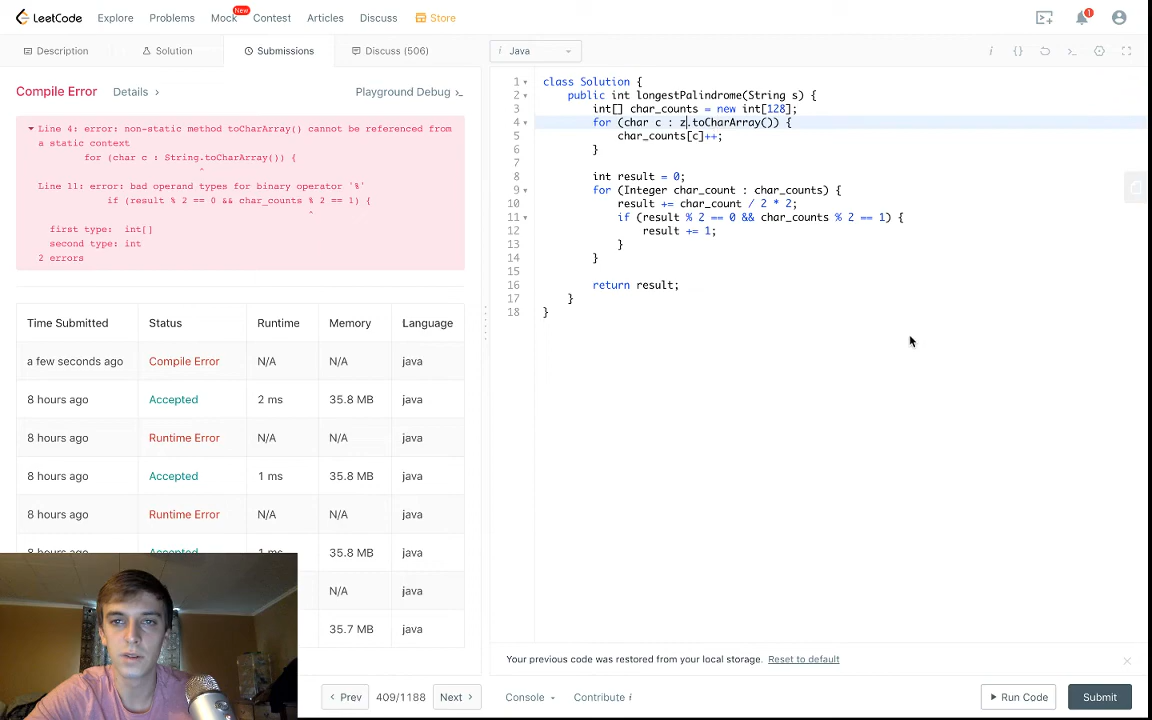 LeetCode Explore Problems Mock New Contest Articles Discuss Store 1
Description Solution Submissions Discuss (506)
i Java
Compile Error Details > Playground Debug >_
Line 4: error: non-static method toCharArray() cannot be referenced from
a static context
for (char c : String.toCharArray()) {
^
Line 11: error: bad operand types for binary operator '%'
if (result % 2 == 0 && char_counts % 2 == 1) {
^
first type: int[]
second type: int
2 errors
Time Submitted Status Runtime Memory Language
a few seconds ago Compile Error N/A N/A java
8 hours ago Accepted 2 ms 35.8 MB java
8 hours ago Runtime Error N/A N/A java
8 hours ago Accepted 1 ms 35.8 MB java
8 hours ago Runtime Error N/A N/A java
8 hours ago Accepted 1 ms 35.8 MB java
N/A java
35.7 MB java
1 class Solution {
2 public int longestPalindrome(String s) {
3 int[] char_counts = new int[128];
4 for (char c : z.toCharArray()) {
5 char_counts[c]++;
6 }
7
8 int result = 0;
9 for (Integer char_count : char_counts) {
10 result += char_count / 2 * 2;
11 if (result % 2 == 0 && char_counts % 2 == 1) {
12 result += 1;
13 }
14 }
15
16 return result;
17 }
18 }
Your previous code was restored from your local storage. Reset to default
< Prev 409/1188 Next > Console Contribute i Run Code Submit